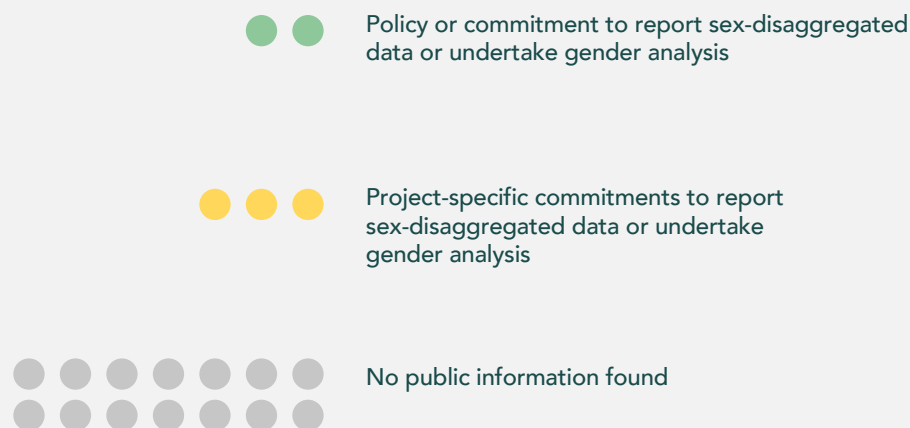 Policy or commitment to report sex-disaggregated
data or undertake gender analysis
Project-specific commitments to report
sex-disaggregated data or undertake
gender analysis
No public information found